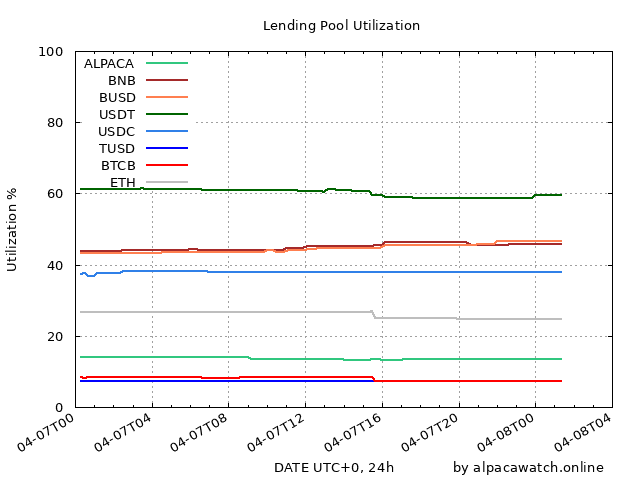 Lending Pool Utilization
100
80
60
40
20
0
Utilization %
ALPACA
BNB
BUSD
USDT
USDC
TUSD
BTCB
ETH
04-07T00
04-07T04
04-07T08
04-07T12
04-07T16
04-07T20
04-08T00
04-08T04
DATE UTC+0, 24h
by alpacawatch.online